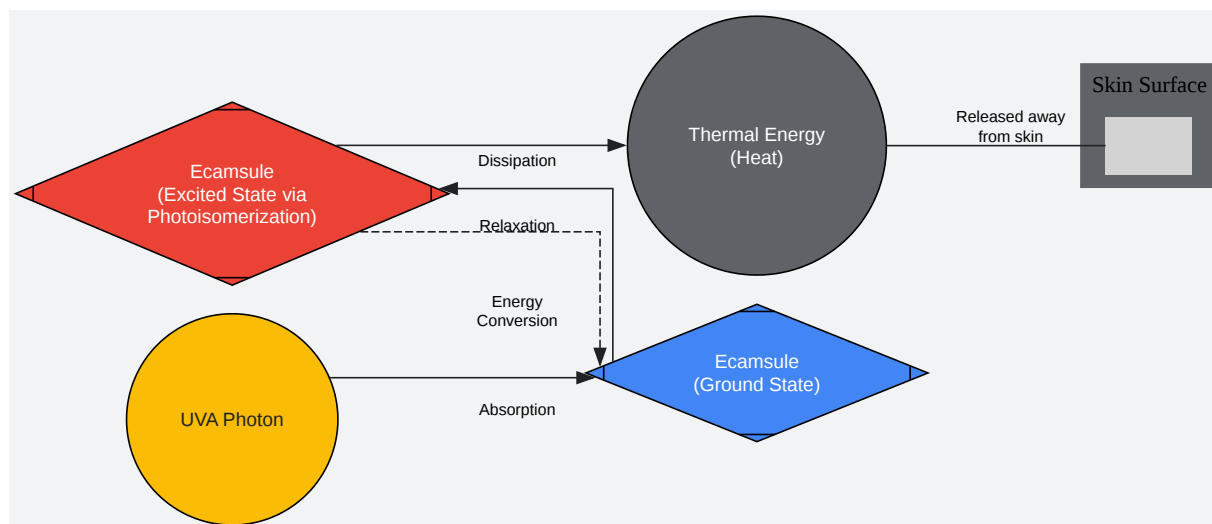 Skin Surface
Released away
from skin
Thermal Energy
(Heat)
Dissipation
Ecamsule
(Excited State via
Photoisomerization)
Relaxation
Energy
Conversion
Ecamsule
(Ground State)
Absorption
UVA Photon